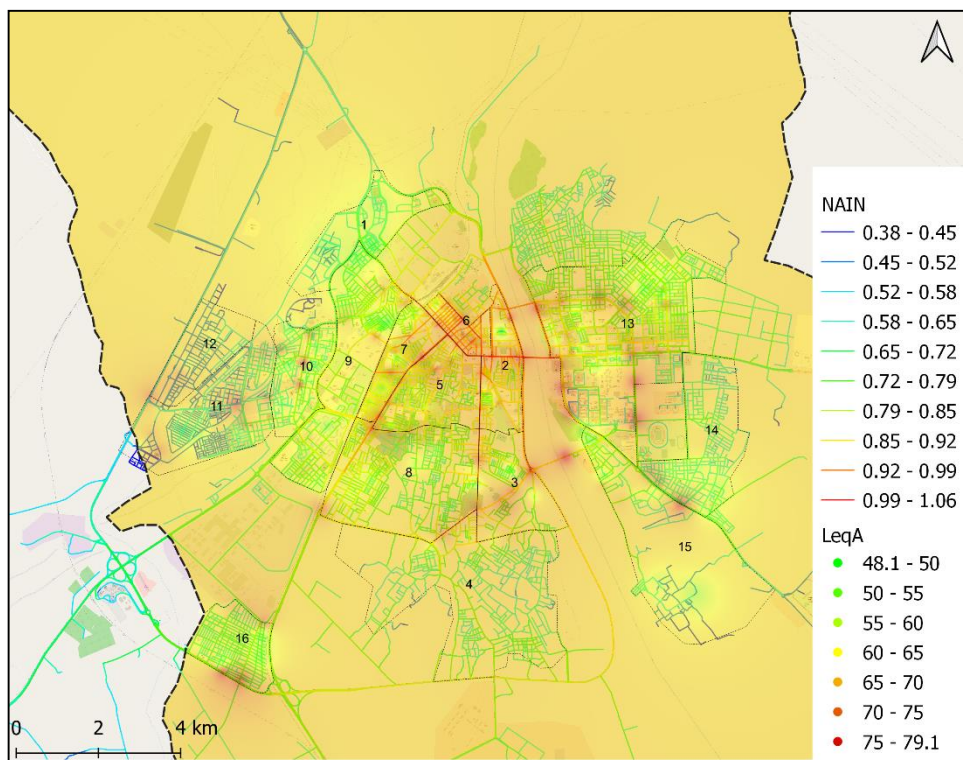 1
6
13
12
7
9
10
2
5
11
14
8
3
15
4
16
0 2 4 km
NAIN
0.38 - 0.45
0.45 - 0.52
0.52 - 0.58
0.58 - 0.65
0.65 - 0.72
0.72 - 0.79
0.79 - 0.85
0.85 - 0.92
0.92 - 0.99
0.99 - 1.06
LeqA
48.1 - 50
50 - 55
55 - 60
60 - 65
65 - 70
70 - 75
75 - 79.1